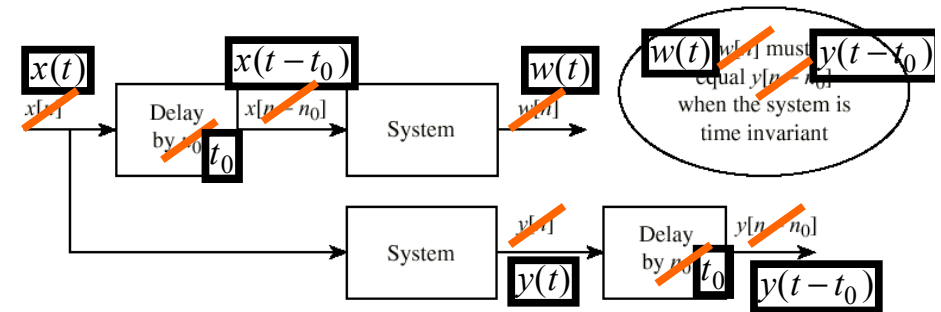 x(t)
x[n]
Delay
by n0
t0
x(t − t0)
x[n − n0]
System
w(t)
w[n]
w(t) w[n] must y(t − t0)
equal y[n − n0]
when the system is
time invariant
System
y[n]
y(t)
Delay
by n0
t0
y[n − n0]
y(t − t0)